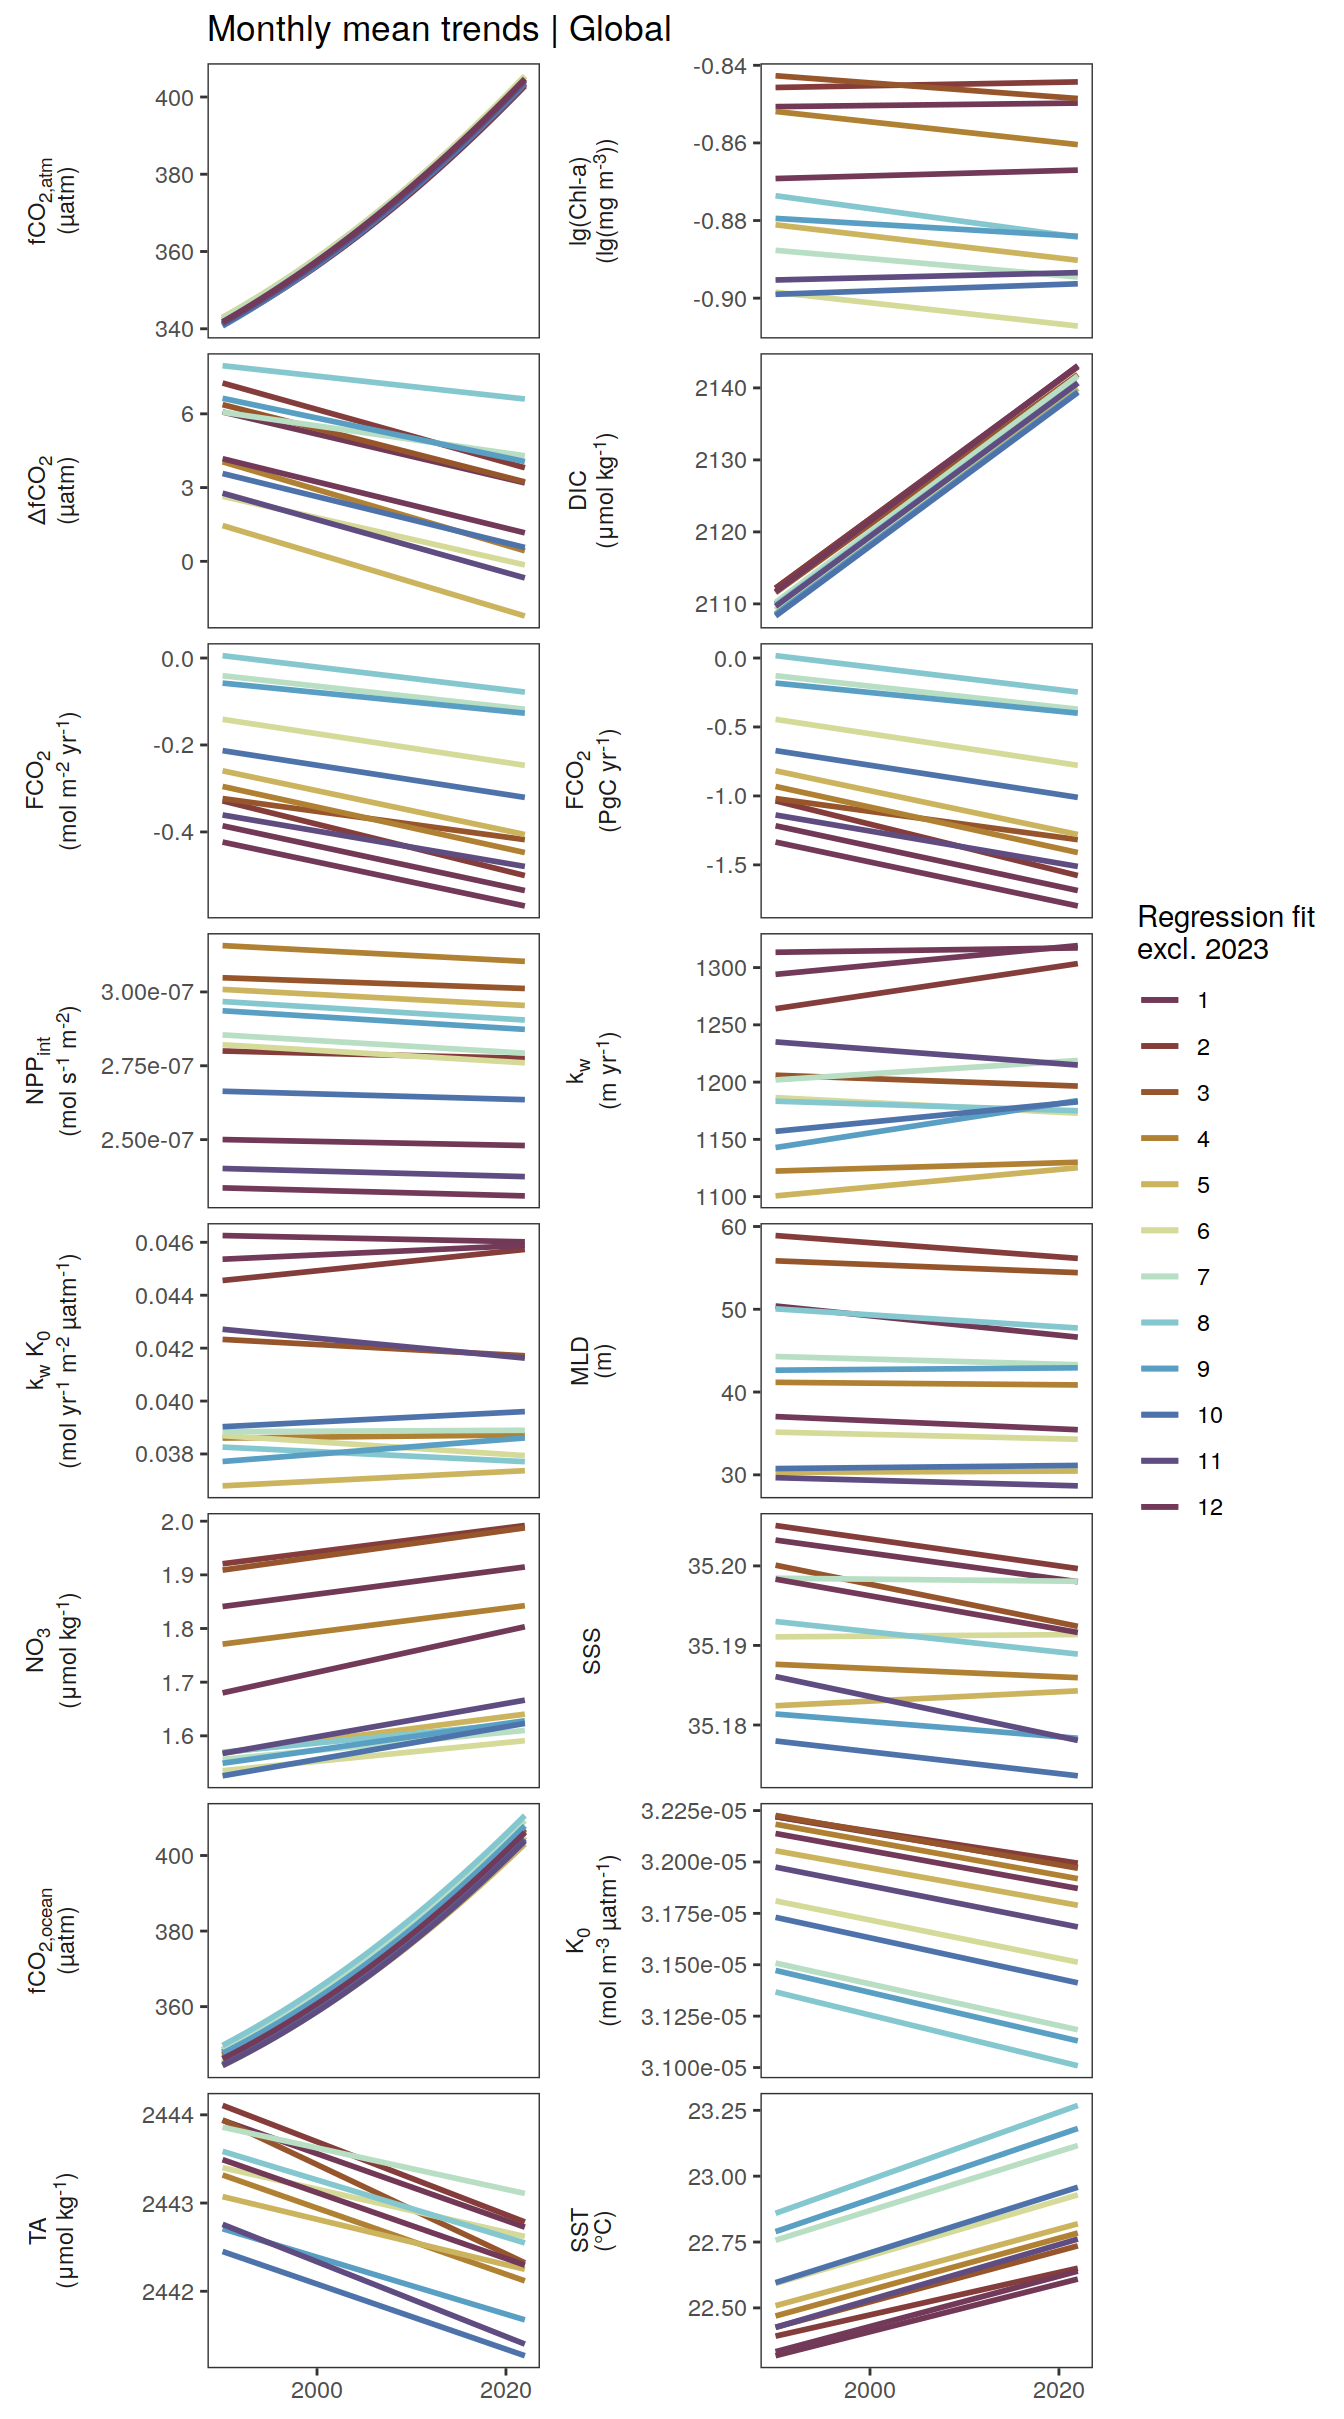 Monthly mean trends | Global
fCO2,atm
(µatm)
400
380
360
340
lg(Chl-a)
(lg(mg m-3))
-0.84
-0.86
-0.88
-0.90
ΔfCO2
(µatm)
6
3
0
DIC
(µmol kg-1)
2140
2130
2120
2110
FCO2
(mol m-2 yr-1)
0.0
-0.2
-0.4
FCO2
(PgC yr-1)
0.0
-0.5
-1.0
-1.5
NPPint
(mol s-1 m-2)
3.00e-07
2.75e-07
2.50e-07
kw
(m yr-1)
1300
1250
1200
1150
1100
kw K0
(mol yr-1 m-2 µatm-1)
0.046
0.044
0.042
0.040
0.038
MLD
(m)
60
50
40
30
NO3
(µmol kg-1)
2.0
1.9
1.8
1.7
1.6
SSS
35.20
35.19
35.18
fCO2,ocean
(µatm)
400
380
360
K0
(mol m-3 µatm-1)
3.225e-05
3.200e-05
3.175e-05
3.150e-05
3.125e-05
3.100e-05
TA
(µmol kg-1)
2444
2443
2442
SST
(°C)
23.25
23.00
22.75
22.50
2000
2020
2000
2020
Regression fit
excl. 2023
1
2
3
4
5
6
7
8
9
10
11
12